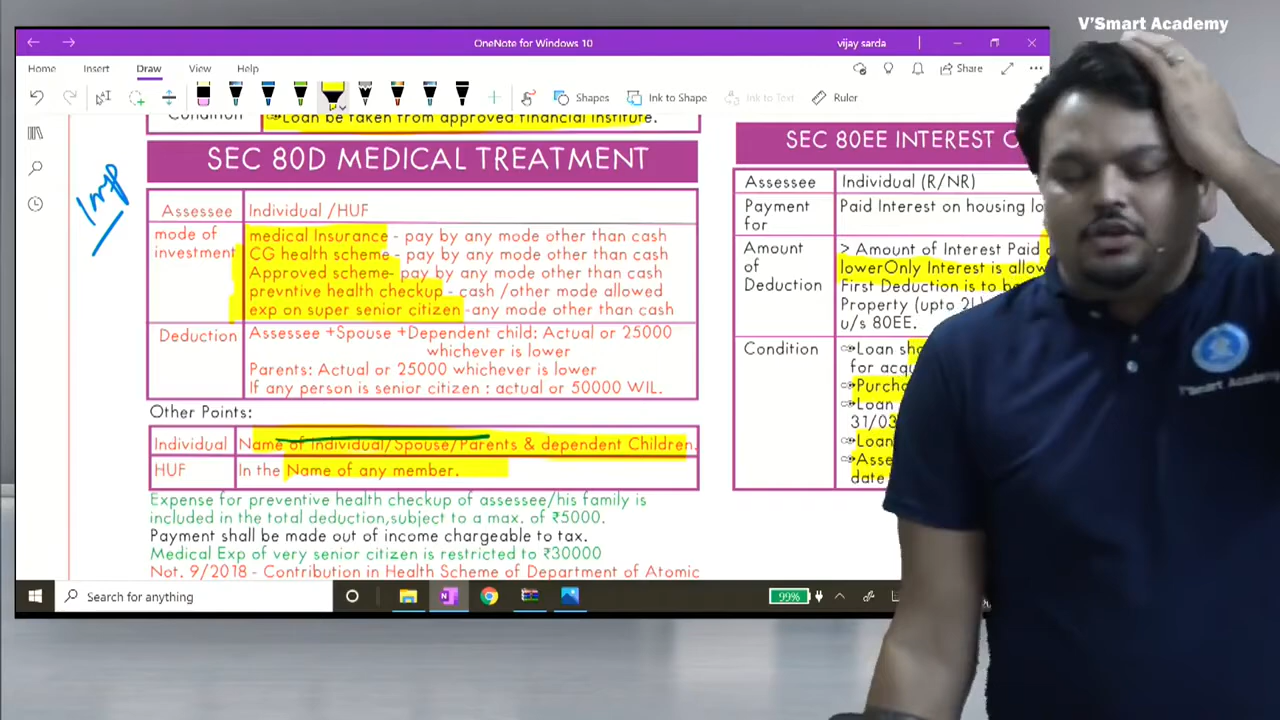 V'Smart Academy
OneNote for Windows 10
vijay sarda
Home Insert Draw View Help
Share
Shapes
Ink to Shape
Ink to Text
Ruler
Imp
Condition
Loan be taken from approved financial institute.
SEC 80D MEDICAL TREATMENT
Assessee Individual /HUF
mode of investment
medical Insurance - pay by any mode other than cash
CG health scheme - pay by any mode other than cash
Approved scheme- pay by any mode other than cash
prevntive health checkup - cash /other mode allowed
exp on super senior citizen -any mode other than cash
Deduction Assessee +Spouse +Dependent child: Actual or 25000
whichever is lower
Parents: Actual or 25000 whichever is lower
If any person is senior citizen : actual or 50000 WIL.
Other Points:
Individual Name of Individual/Spouse/Parents & dependent Children.
HUF In the Name of any member.
Expense for preventive health checkup of assessee/his family is
included in the total deduction,subject to a max. of ₹5000.
Payment shall be made out of income chargeable to tax.
Medical Exp of very senior citizen is restricted to ₹30000
Not. 9/2018 - Contribution in Health Scheme of Department of Atomic
SEC 80EE INTEREST
Assessee Individual (R/NR)
Payment for
Paid Interest on housing
Amount of Deduction
> Amount of Interest Paid
lowerOnly Interest is
First Deduction is to
Property (upto
u/s 80EE.
Condition
Loan
for
Loan
31/03
Loan
date
Search for anything
99%
V'Smart Academy